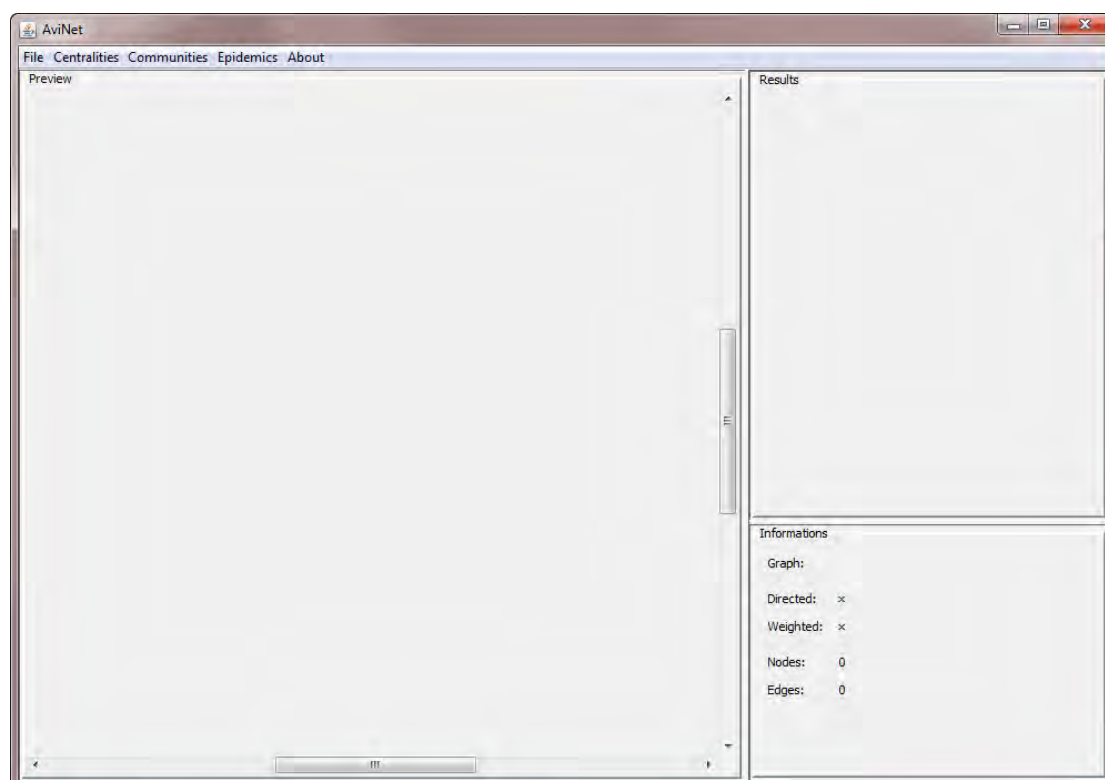 AviNet
File Centralities Communities Epidemics About
Preview
Results
Informations
Graph:
Directed: ×
Weighted: ×
Nodes: 0
Edges: 0